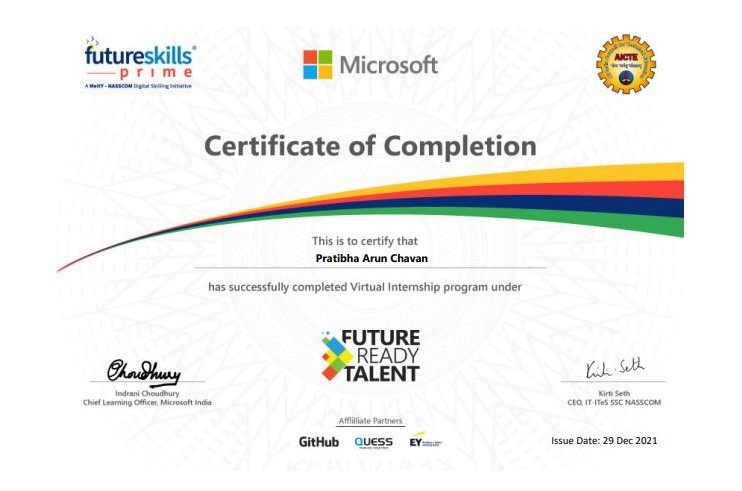 futureskills®
prime
A MeitY - NASSCOM Digital Skilling Initiative
Microsoft
AICTE
Certificate of Completion
This is to certify that
Pratibha Arun Chavan
has successfully completed Virtual Internship program under
FUTURE
READY
TALENT
Choudhury
Indrani Choudhury
Chief Learning Officer, Microsoft India
Kirti Seth
Kirti Seth
CEO, IT-ITeS SSC NASSCOM
Affilliate Partners
GitHub
QUESS
EY
Issue Date: 29 Dec 2021